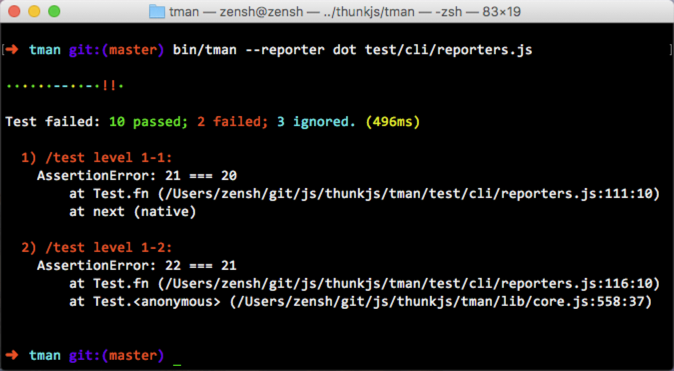 tman — zensh@zensh — ../thunkjs/tman — -zsh — 83×19
[➜ tman git:(master) bin/tman --reporter dot test/cli/reporters.js ]
······--·-·!!·
Test failed: 10 passed; 2 failed; 3 ignored. (496ms)
1) /test level 1-1:
AssertionError: 21 === 20
at Test.fn (/Users/zensh/git/js/thunkjs/tman/test/cli/reporters.js:111:10)
at next (native)
2) /test level 1-2:
AssertionError: 22 === 21
at Test.fn (/Users/zensh/git/js/thunkjs/tman/test/cli/reporters.js:116:10)
at Test.<anonymous> (/Users/zensh/git/js/thunkjs/tman/lib/core.js:558:37)
➜ tman git:(master) _